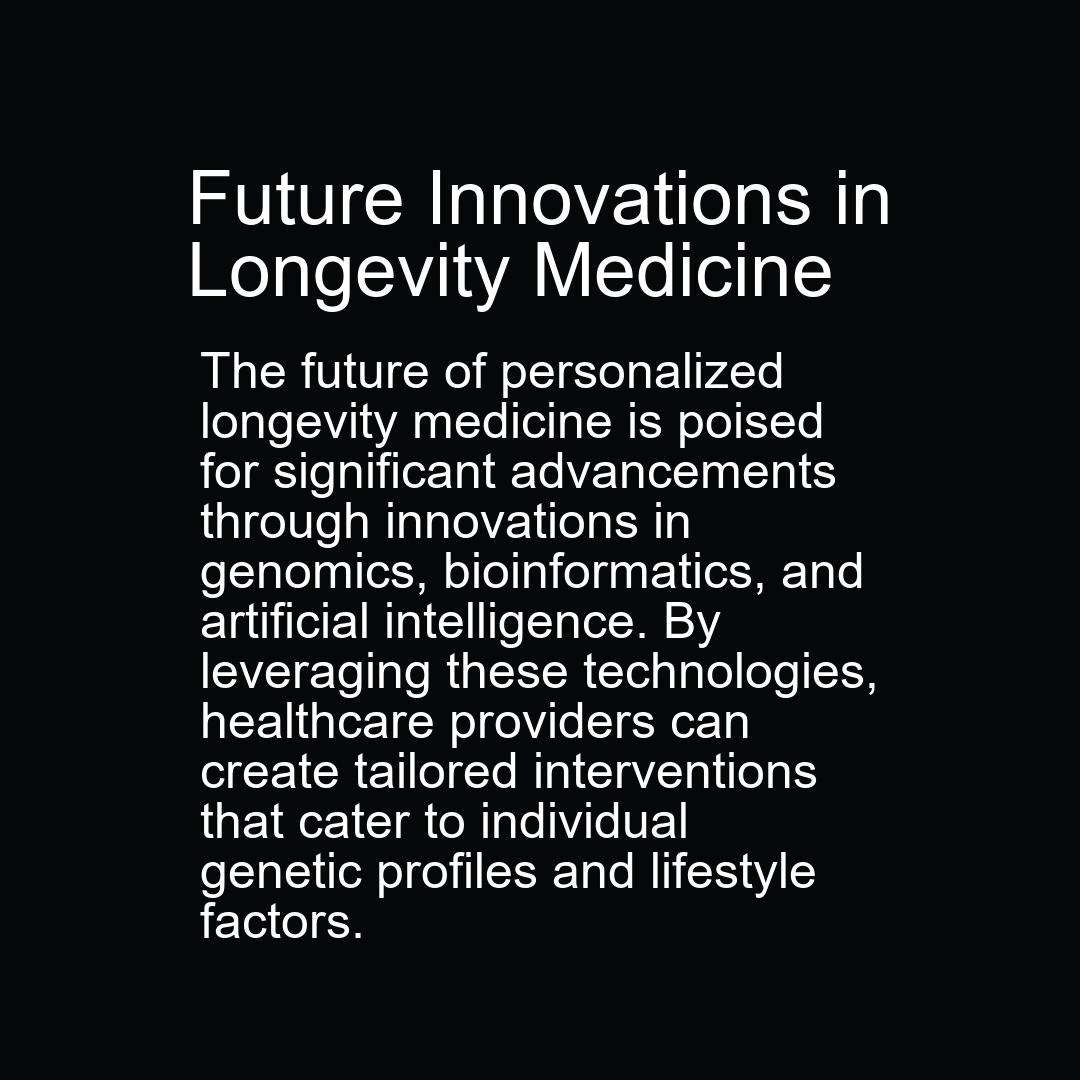 Future Innovations in
Longevity Medicine
The future of personalized
longevity medicine is poised
for significant advancements
through innovations in
genomics, bioinformatics, and
artificial intelligence. By
leveraging these technologies,
healthcare providers can
create tailored interventions
that cater to individual
genetic profiles and lifestyle
factors.